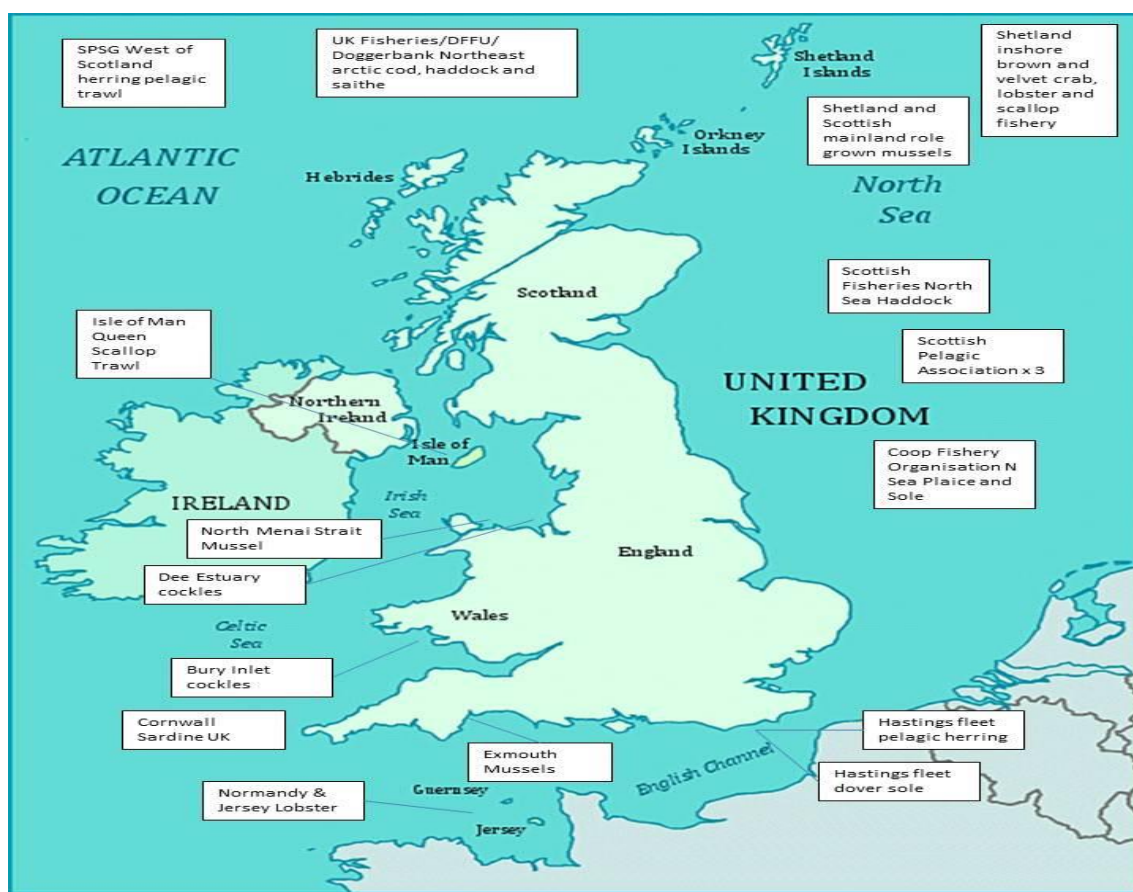 SPSG West of
Scotland
herring pelagic
trawl
UK Fisheries/DFFU/
Doggerbank Northeast
arctic cod, haddock and
saithe
Shetland
Islands
Shetland
inshore
brown and
velvet crab,
lobster and
scallop
fishery
Shetland and
Scottish
mainland role
grown mussels
Orkney
Islands
ATLANTIC
OCEAN
Hebrides
North
Sea
Scottish
Fisheries North
Sea Haddock
Scotland
Isle of Man
Queen
Scallop
Trawl
Scottish
Pelagic
Association x 3
UNITED
KINGDOM
Northern
Ireland
Isle of
Man
Coop Fishery
Organisation N
Sea Plaice and
Sole
IRELAND
Irish
Sea
North Menai Strait
Mussel
England
Dee Estuary
cockles
Wales
Celtic
Sea
Bury Inlet
cockles
Cornwall
Sardine UK
Exmouth
Mussels
Hastings fleet
pelagic herring
English Channel
Hastings fleet
dover sole
Normandy &
Jersey Lobster
Guernsey
Jersey